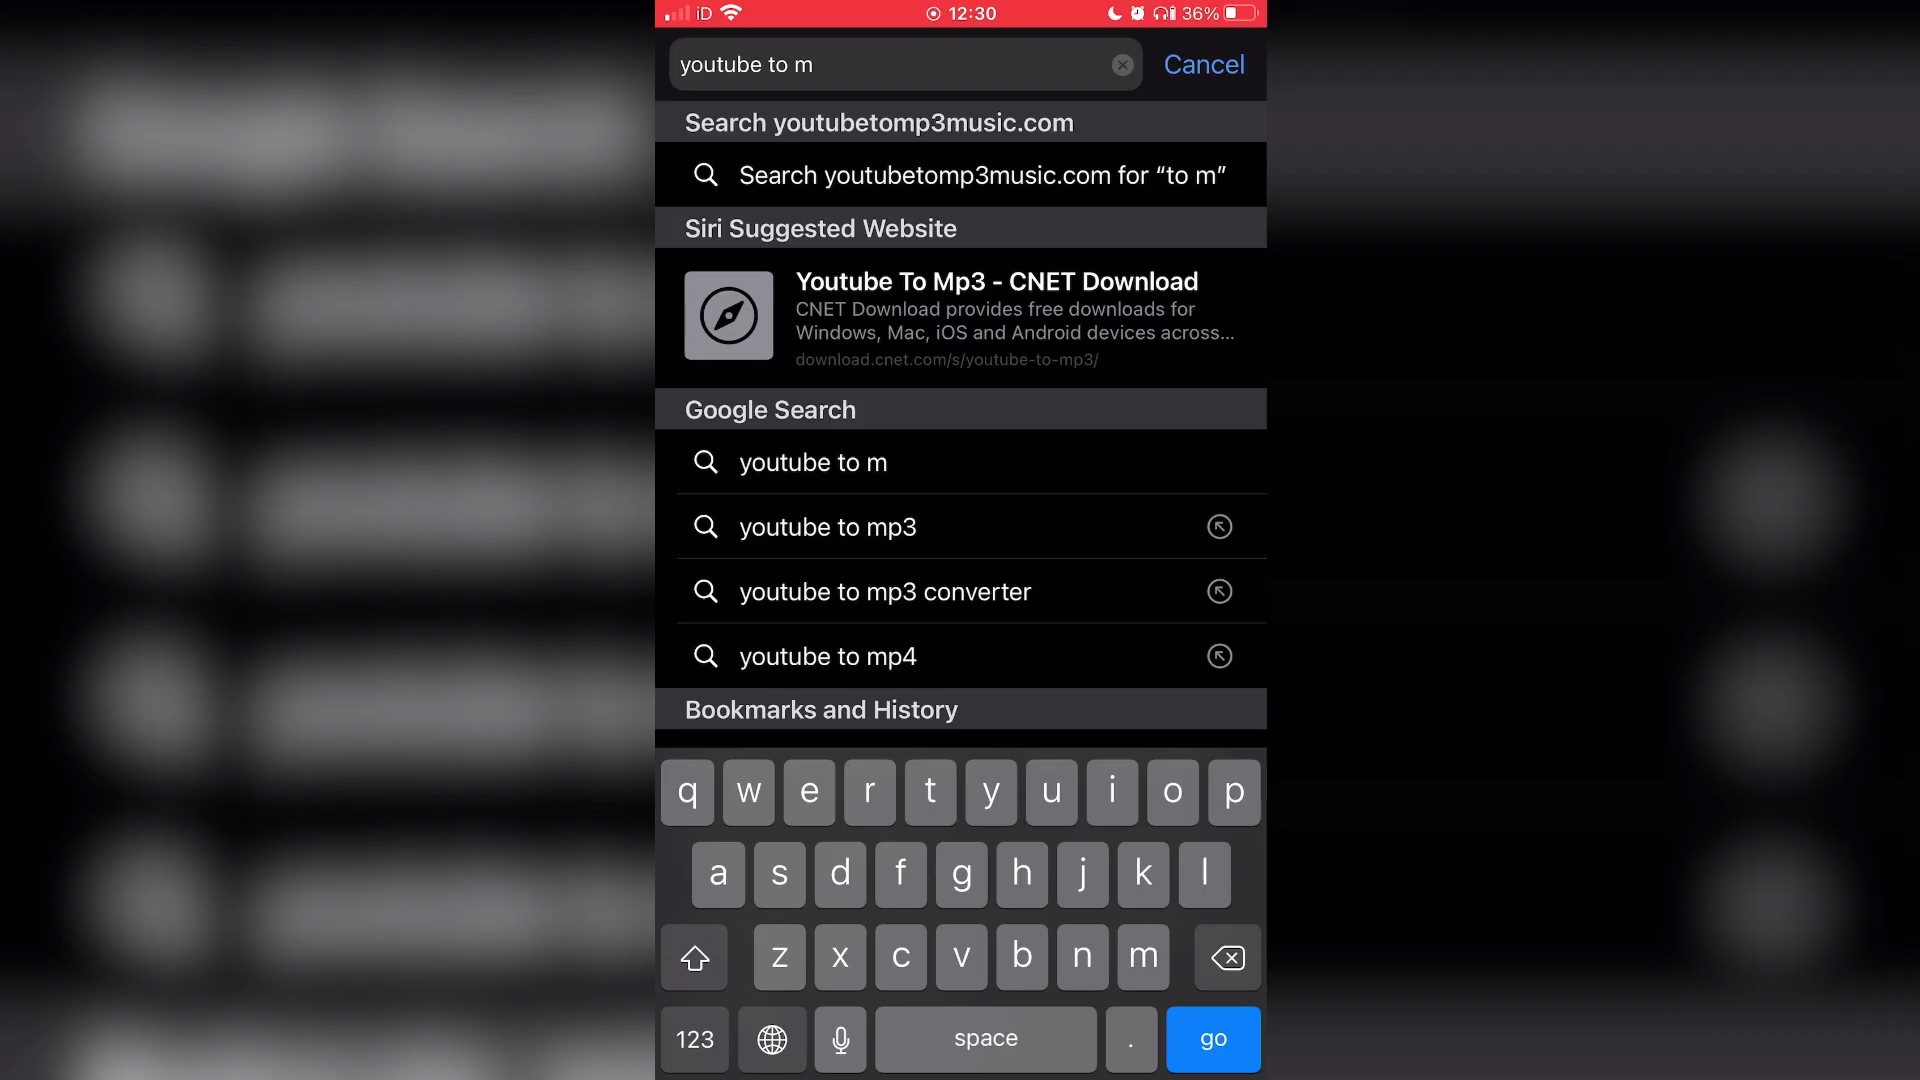 iD 12:30 36%
youtube to m Cancel
Search youtubetomp3music.com
Search youtubetomp3music.com for “to m”
Siri Suggested Website
Youtube To Mp3 - CNET Download
CNET Download provides free downloads for
Windows, Mac, iOS and Android devices across...
download.cnet.com/s/youtube-to-mp3/
Google Search
youtube to m
youtube to mp3
youtube to mp3 converter
youtube to mp4
Bookmarks and History
q w e r t y u i o p
a s d f g h j k l
z x c v b n m
123 space . go